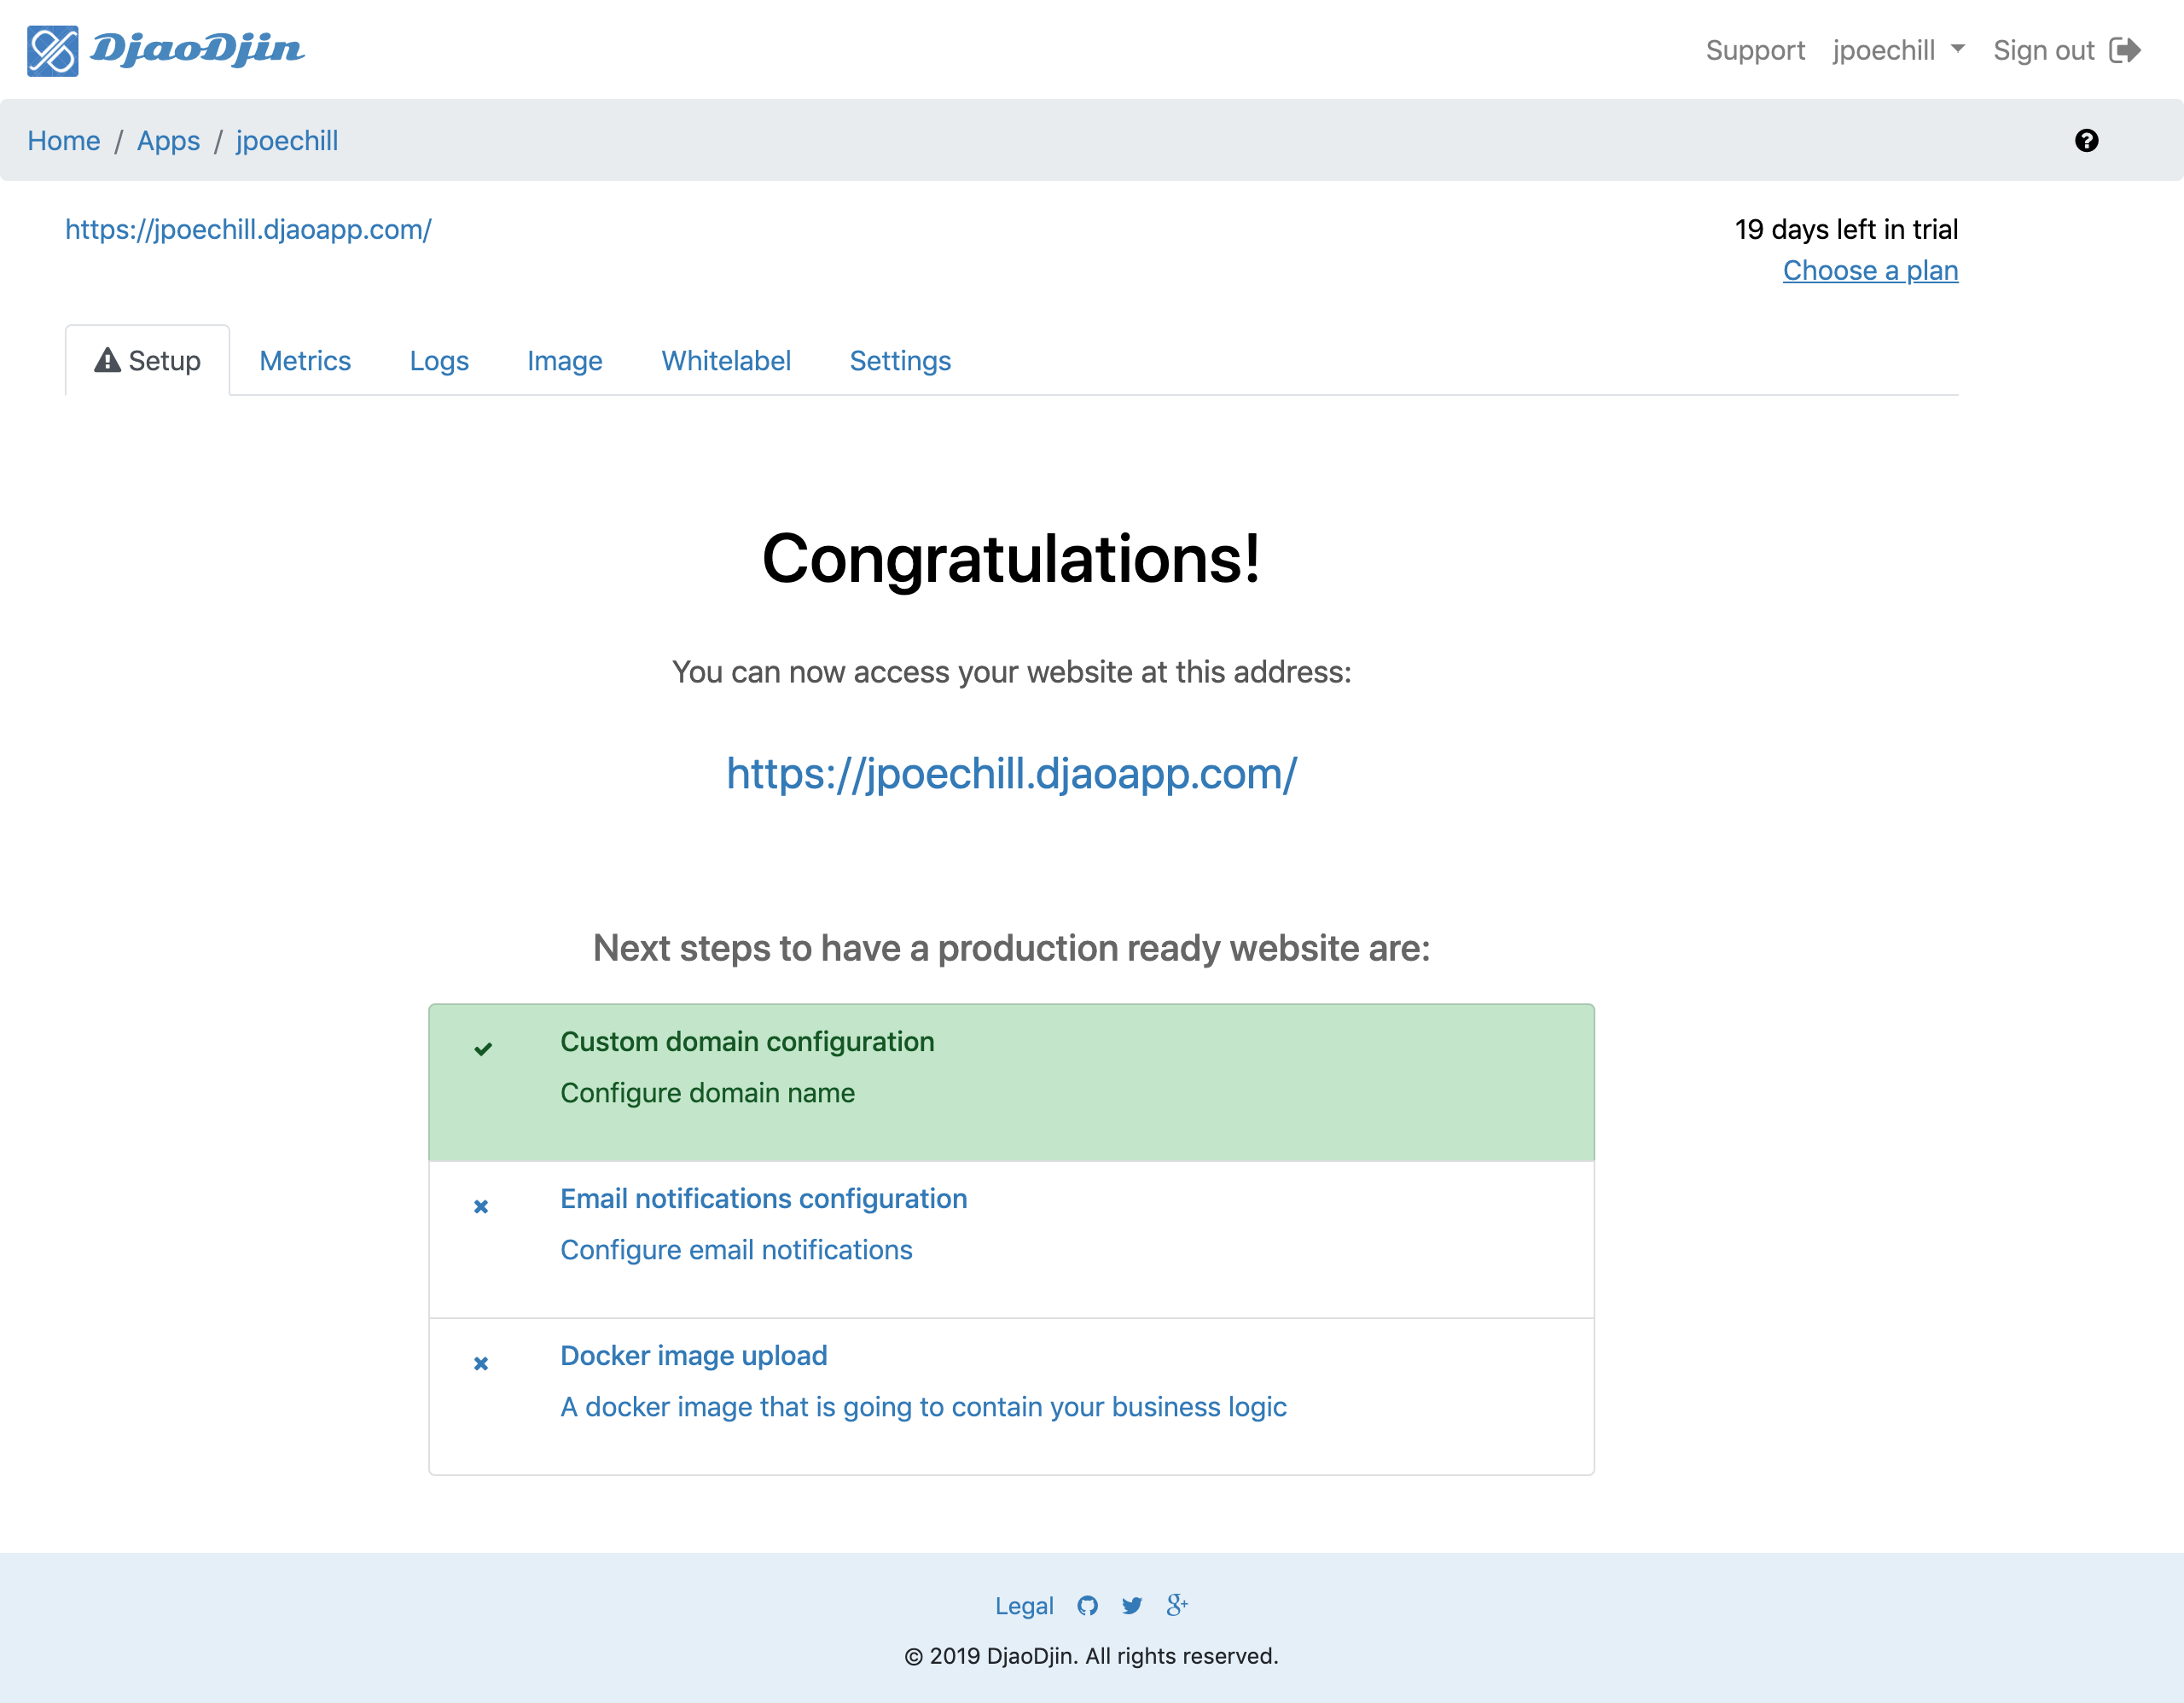 DjaoDjin
Support jpoechill Sign out
Home / Apps / jpoechill
https://jpoechill.djaoapp.com/
19 days left in trial
Choose a plan
Setup Metrics Logs Image Whitelabel Settings
Congratulations!
You can now access your website at this address:
https://jpoechill.djaoapp.com/
Next steps to have a production ready website are:
Custom domain configuration
Configure domain name
Email notifications configuration
Configure email notifications
Docker image upload
A docker image that is going to contain your business logic
Legal
© 2019 DjaoDjin. All rights reserved.